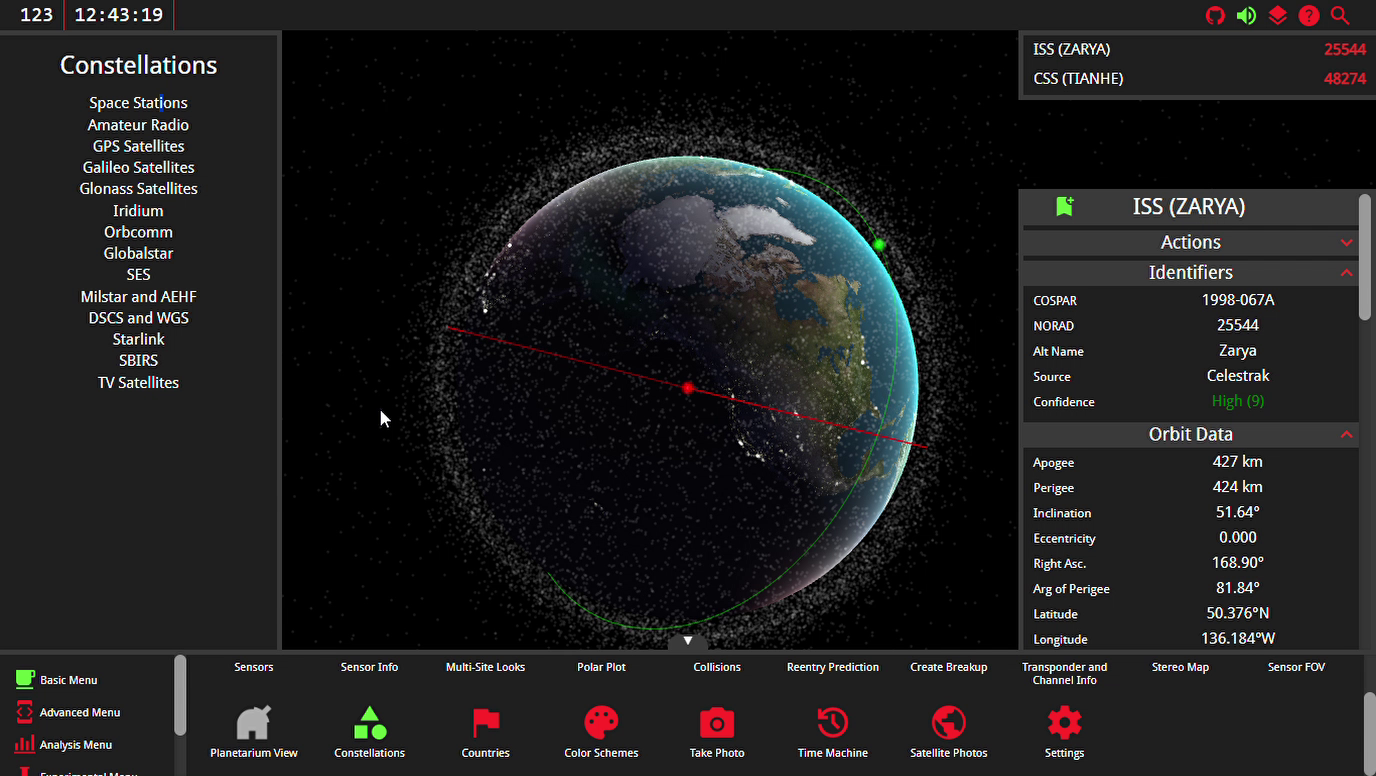 123 12:43:19
Constellations
Space Stations
Amateur Radio
GPS Satellites
Galileo Satellites
Glonass Satellites
Iridium
Orbcomm
Globalstar
SES
Milstar and AEHF
DSCS and WGS
Starlink
SBIRS
TV Satellites
ISS (ZARYA) 25544
CSS (TIANHE) 48274
ISS (ZARYA)
Actions
Identifiers
COSPAR 1998-067A
NORAD 25544
Alt Name Zarya
Source Celestrak
Confidence High (9)
Orbit Data
Apogee 427 km
Perigee 424 km
Inclination 51.64°
Eccentricity 0.000
Right Asc. 168.90°
Arg of Perigee 81.84°
Latitude 50.376°N
Longitude 136.184°W
Basic Menu
Advanced Menu
Analysis Menu
Experimental Menu
Sensors Sensor Info Multi-Site Looks Polar Plot Collisions Reentry Prediction Create Breakup Transponder and Stereo Map Sensor FOV
Channel Info
Planetarium View Constellations Countries Color Schemes Take Photo Time Machine Satellite Photos Settings